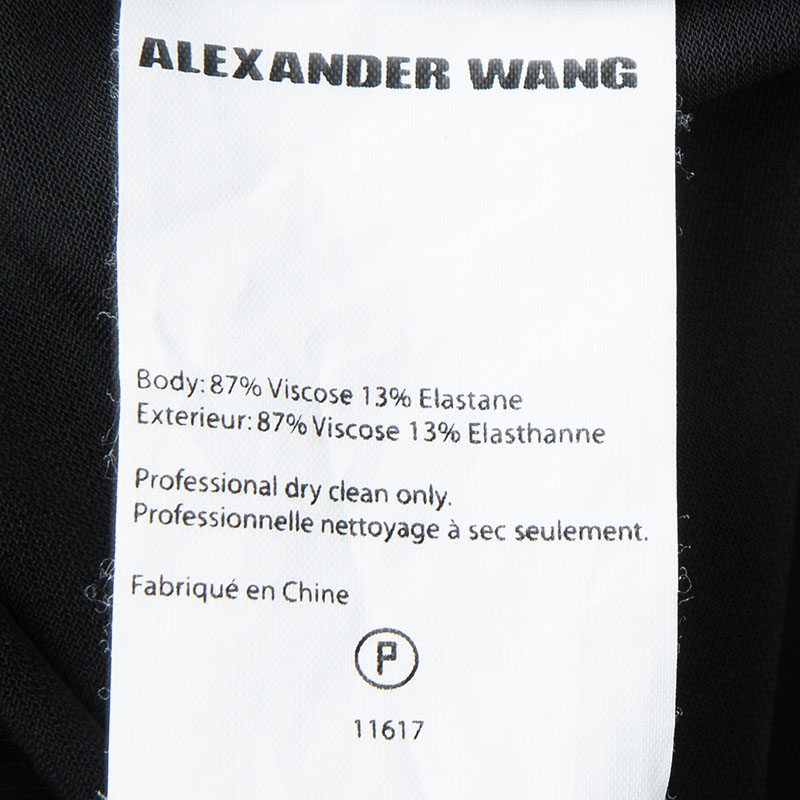 ALEXANDER WANG
Body: 87% Viscose 13% Elastane
Exterieur: 87% Viscose 13% Elasthanne
Professional dry clean only.
Professionnelle nettoyage à sec seulement.
Fabriqué en Chine
P
11617